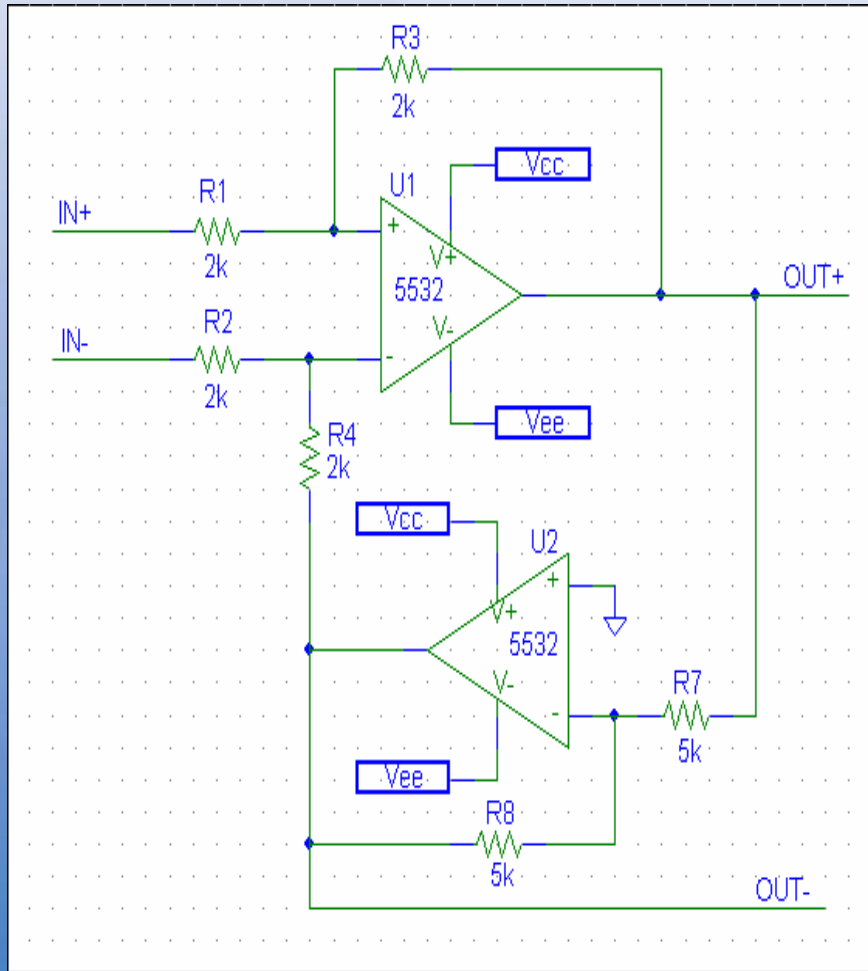 R3
2k
Vcc
U1
R1
IN+
+
2k
V+
5532
OUT+
R2
V-
IN-
-
2k
Vee
R4
2k
Vcc
U2
+
V+
5532
V-
R7
-
5k
Vee
R8
5k
OUT-